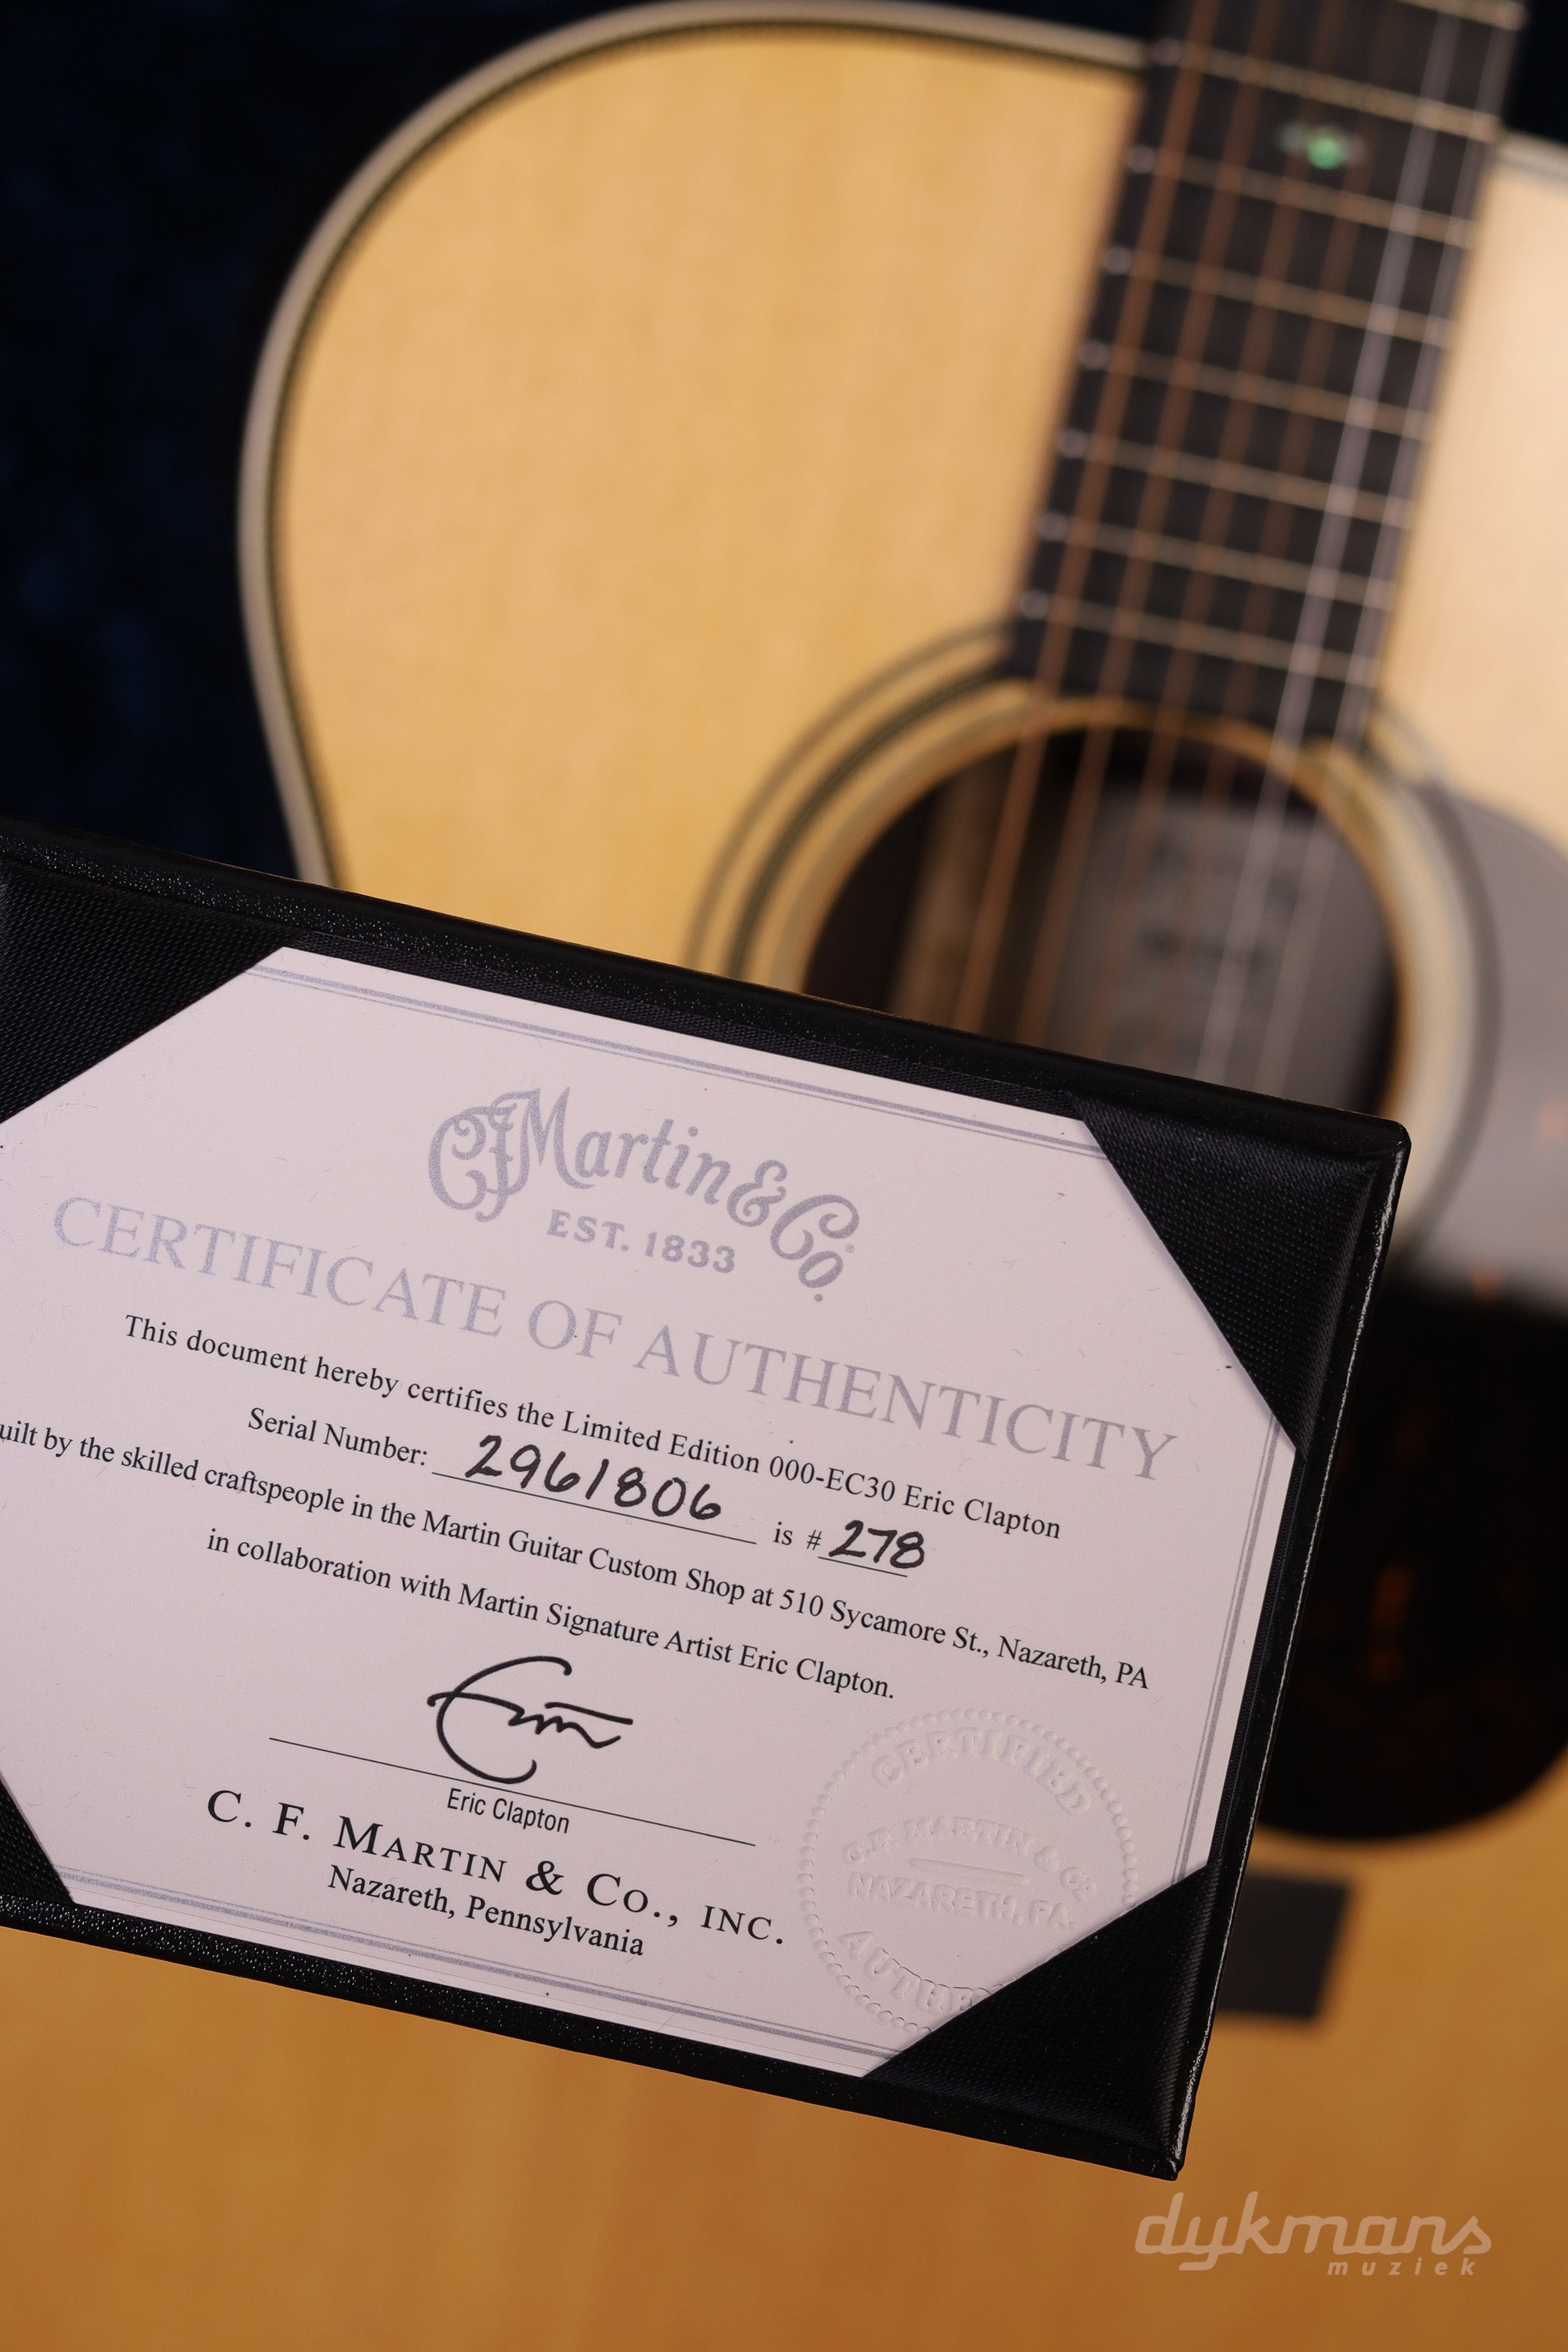 CF Martin & Co.
EST. 1833
CERTIFICATE OF AUTHENTICITY
This document hereby certifies the Limited Edition 000-EC30 Eric Clapton
Serial Number: 2961806 is #278
uilt by the skilled craftspeople in the Martin Guitar Custom Shop at 510 Sycamore St., Nazareth, PA
in collaboration with Martin Signature Artist Eric Clapton.
Eric Clapton
C. F. MARTIN & CO., INC.
Nazareth, Pennsylvania
CERTIFIED
C.F. MARTIN & CO.
NAZARETH, PA.
AUTHE
dykmans
muziek